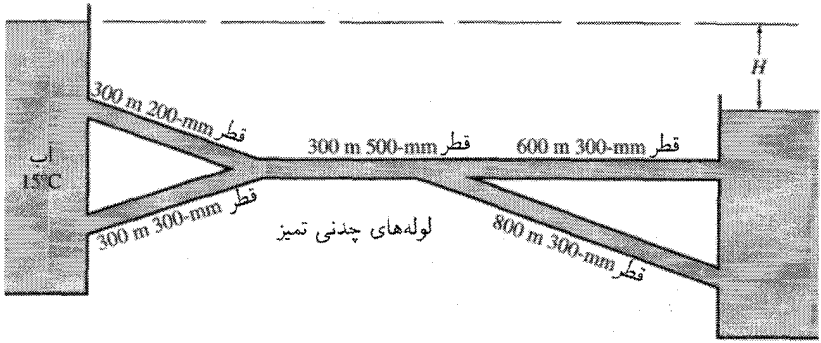 H
300 m 200-mm قطر
300 m 500-mm قطر
600 m 300-mm قطر
آب
15°C
300 m 300-mm قطر
لوله‌های چدنی تمیز
800 m 300-mm قطر